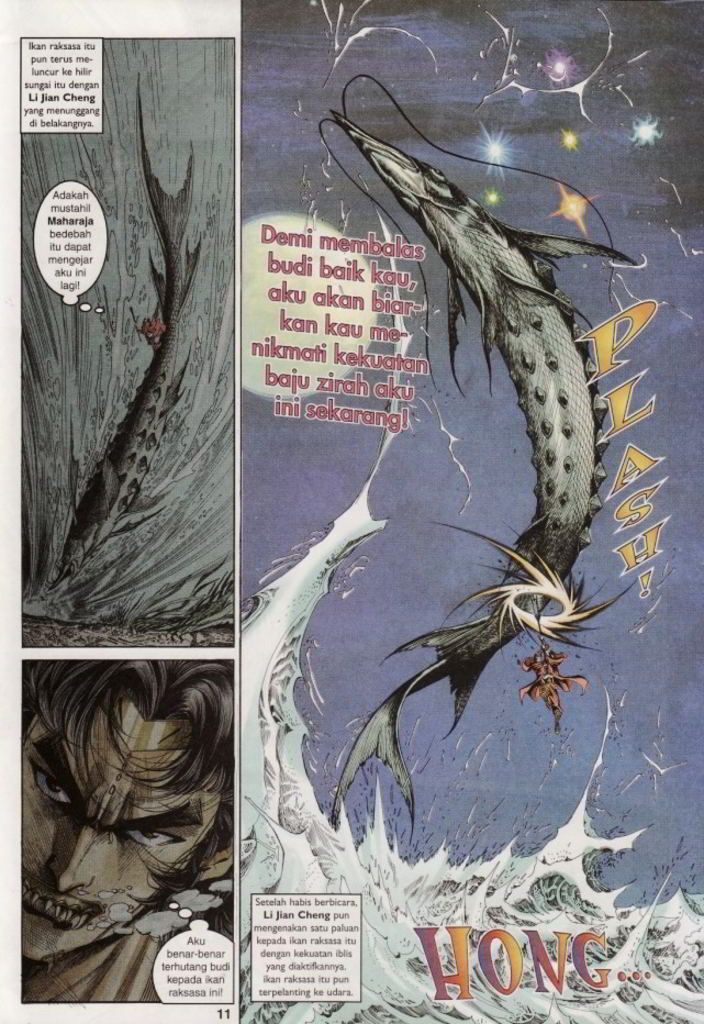 Ikan raksasa itu
pun terus me-
luncur ke hilir
sungai itu dengan
Li Jian Cheng
yang menunggang
di belakangnya.
Adakah
mustahil
Maharaja
bedebah
itu dapat
mengejar
aku ini
lagi!
Aku
benar-benar
terhutang budi
kepada ikan
raksasa ini!
11
Demi membalas
budi baik kau,
aku akan biar-
kan kau me-
nikmati kekuatan
baju zirah aku
ini sekarang!
PLASH!
Setelah habis berbicara,
Li Jian Cheng pun
mengenakan satu paluan
kepada ikan raksasa itu
dengan kekuatan iblis
yang diaktifkannya.
ikan raksasa itu pun
terpelanting ke udara.
HONG...